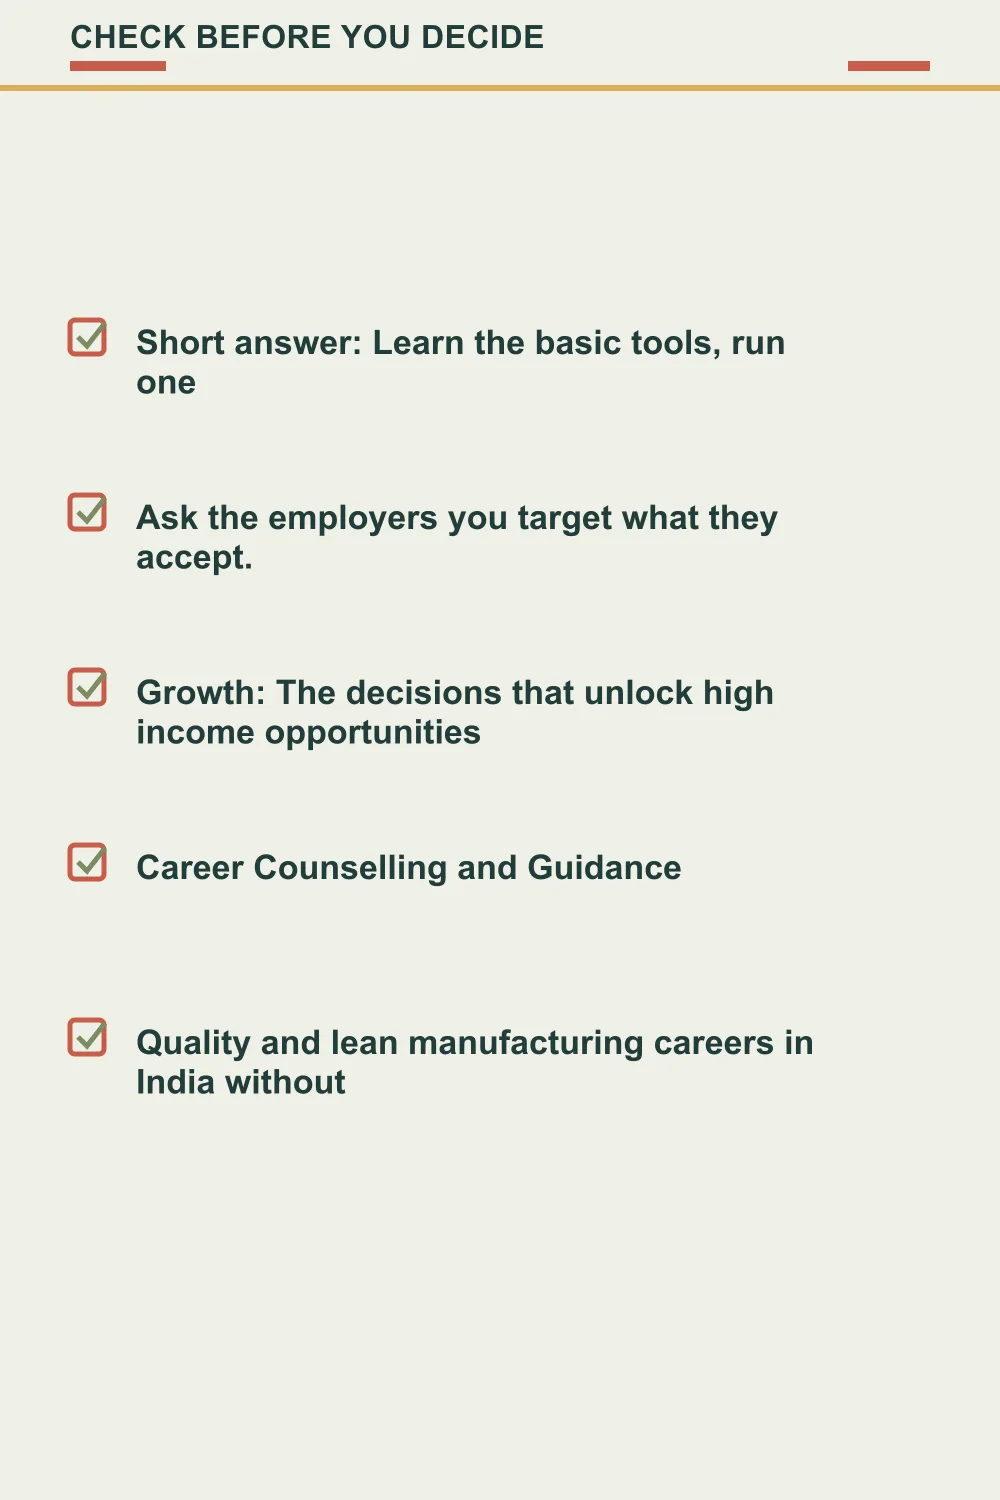 CHECK BEFORE YOU DECIDE
Short answer: Learn the basic tools, run
one
Ask the employers you target what they
accept.
Growth: The decisions that unlock high
income opportunities
Career Counselling and Guidance
Quality and lean manufacturing careers in
India without